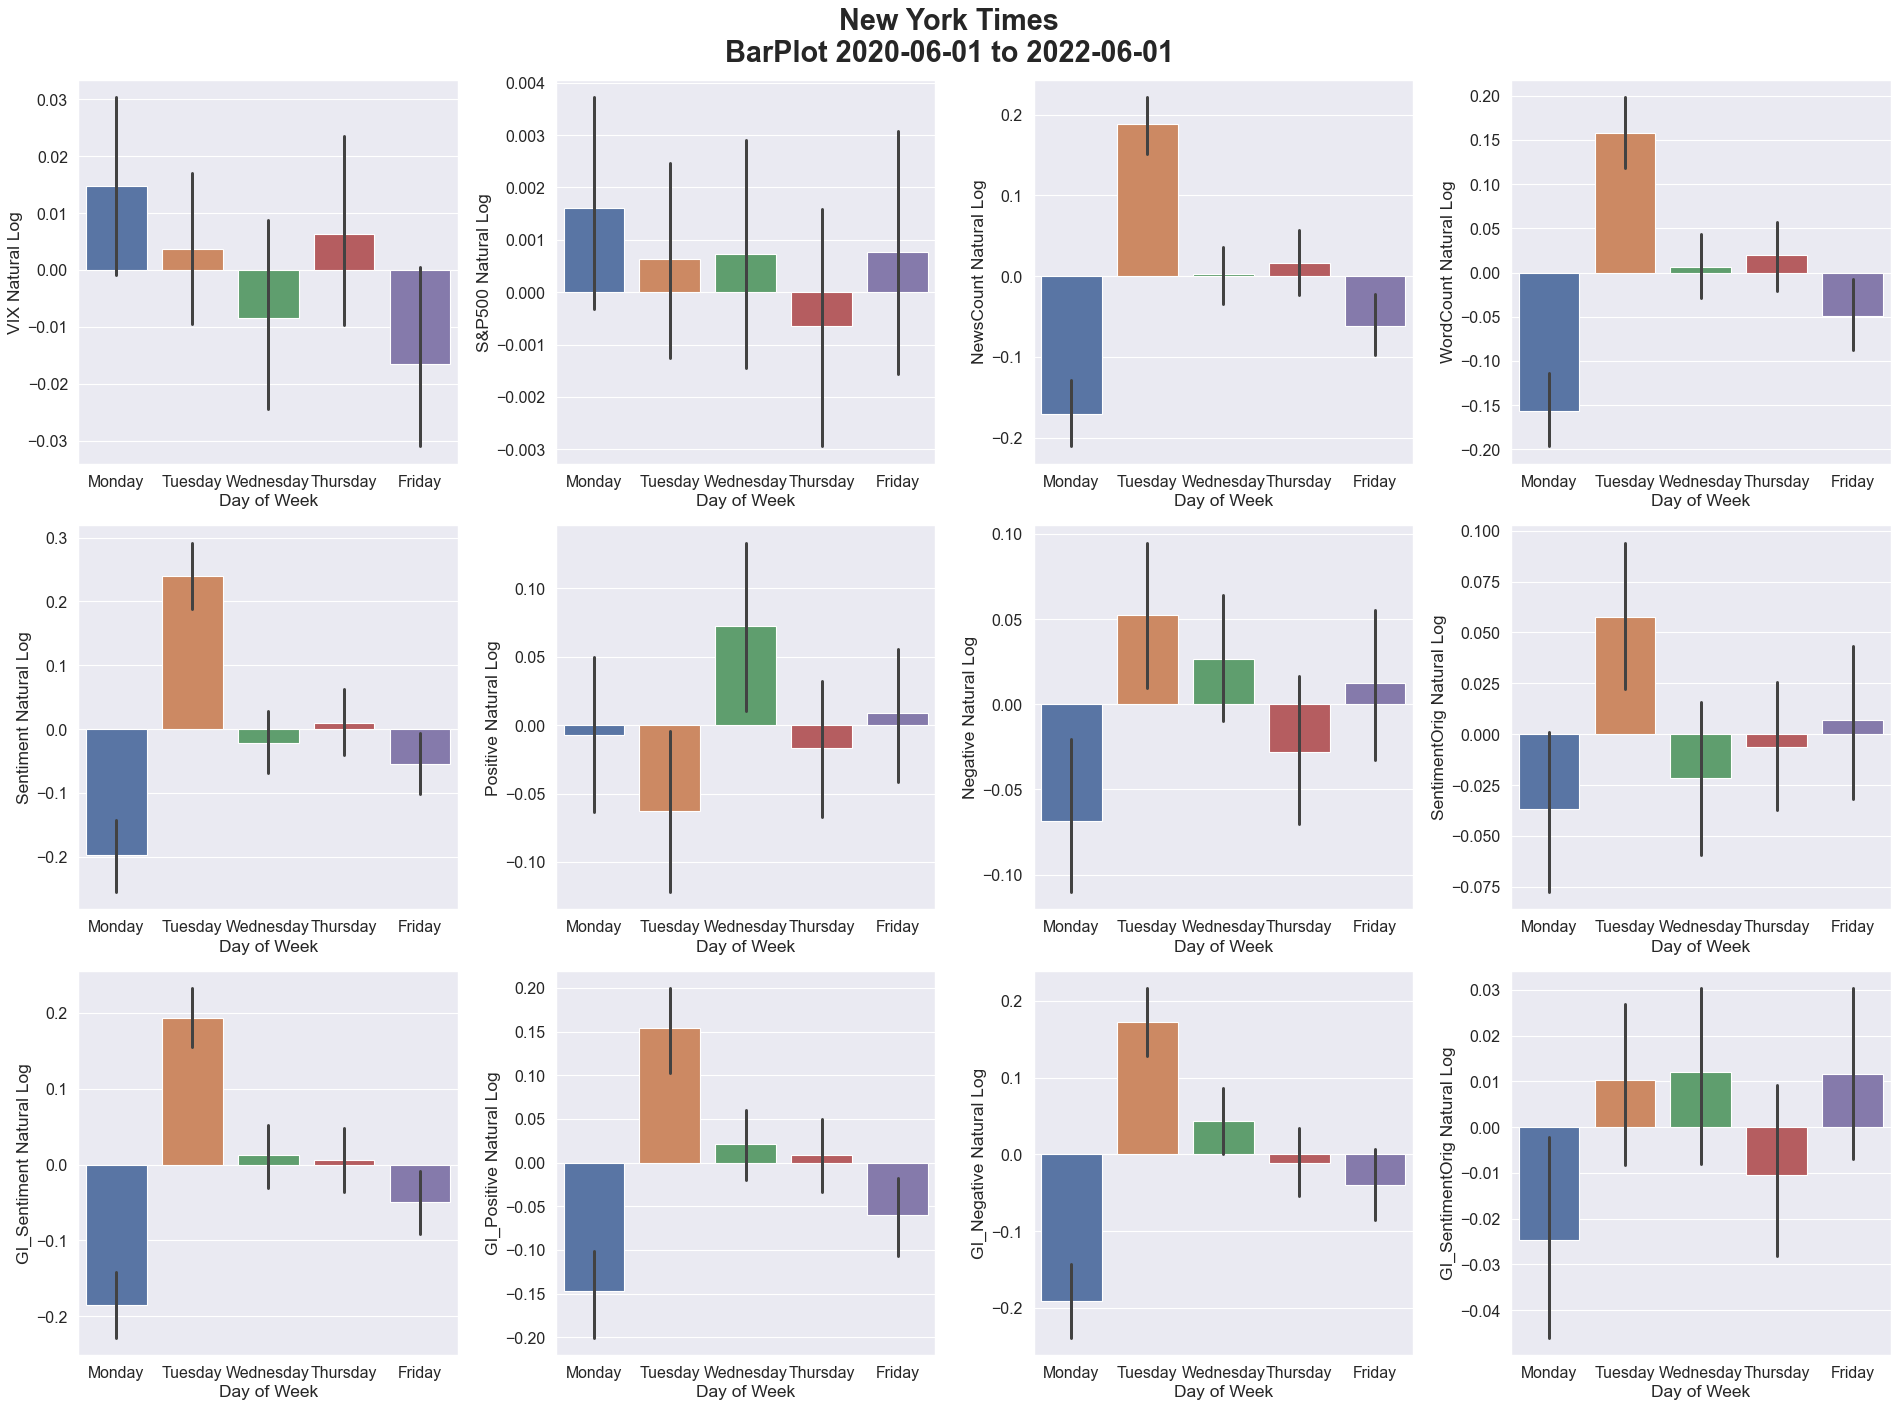 New York Times
BarPlot 2020-06-01 to 2022-06-01
VIX Natural Log
0.03
0.02
0.01
0.00
−0.01
−0.02
−0.03
Monday Tuesday Wednesday Thursday Friday
Day of Week
S&P500 Natural Log
0.004
0.003
0.002
0.001
0.000
−0.001
−0.002
−0.003
Monday Tuesday Wednesday Thursday Friday
Day of Week
NewsCount Natural Log
0.2
0.1
0.0
−0.1
−0.2
Monday Tuesday Wednesday Thursday Friday
Day of Week
WordCount Natural Log
0.20
0.15
0.10
0.05
0.00
−0.05
−0.10
−0.15
−0.20
Monday Tuesday Wednesday Thursday Friday
Day of Week
Sentiment Natural Log
0.3
0.2
0.1
0.0
−0.1
−0.2
Monday Tuesday Wednesday Thursday Friday
Day of Week
Positive Natural Log
0.10
0.05
0.00
−0.05
−0.10
Monday Tuesday Wednesday Thursday Friday
Day of Week
Negative Natural Log
0.10
0.05
0.00
−0.05
−0.10
Monday Tuesday Wednesday Thursday Friday
Day of Week
SentimentOrig Natural Log
0.100
0.075
0.050
0.025
0.000
−0.025
−0.050
−0.075
Monday Tuesday Wednesday Thursday Friday
Day of Week
GI_Sentiment Natural Log
0.2
0.1
0.0
−0.1
−0.2
Monday Tuesday Wednesday Thursday Friday
Day of Week
GI_Positive Natural Log
0.20
0.15
0.10
0.05
0.00
−0.05
−0.10
−0.15
−0.20
Monday Tuesday Wednesday Thursday Friday
Day of Week
GI_Negative Natural Log
0.2
0.1
0.0
−0.1
−0.2
Monday Tuesday Wednesday Thursday Friday
Day of Week
GI_SentimentOrig Natural Log
0.03
0.02
0.01
0.00
−0.01
−0.02
−0.03
−0.04
Monday Tuesday Wednesday Thursday Friday
Day of Week